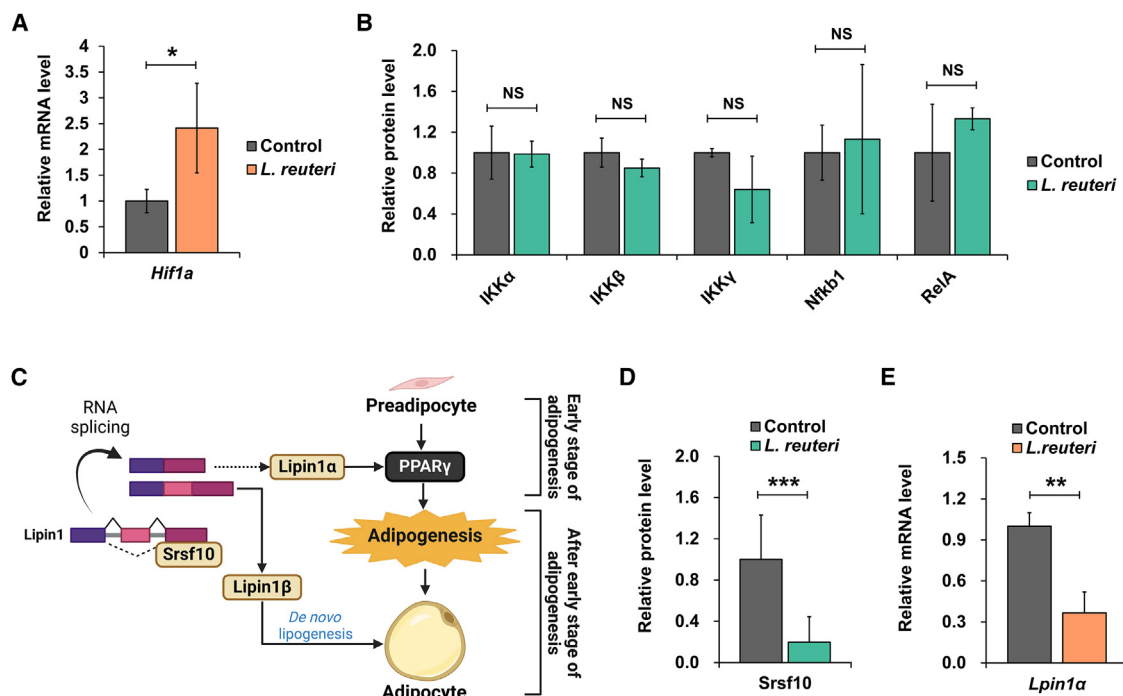 A
Relative mRNA level
4
3.5
3
2.5
2
1.5
1
0.5
0
*
Hif1a
Control
L. reuteri
B
Relative protein level
2.0
1.6
1.2
0.8
0.4
0.0
NS
NS
NS
NS
NS
IKKα
IKKβ
IKKγ
Nfkb1
RelA
Control
L. reuteri
C
RNA
splicing
Lipin1
Srsf10
Lipin1α
Lipin1β
De novo
lipogenesis
Preadipocyte
PPARγ
Adipogenesis
Adipocyte
Early stage of
adipogenesis
After early stage of
adipogenesis
D
Control
L. reuteri
Relative protein level
2.0
1.6
1.2
0.8
0.4
0.0
***
Srsf10
E
Control
L.reuteri
Relative mRNA level
1.5
1.2
0.9
0.6
0.3
0.0
**
Lpin1α